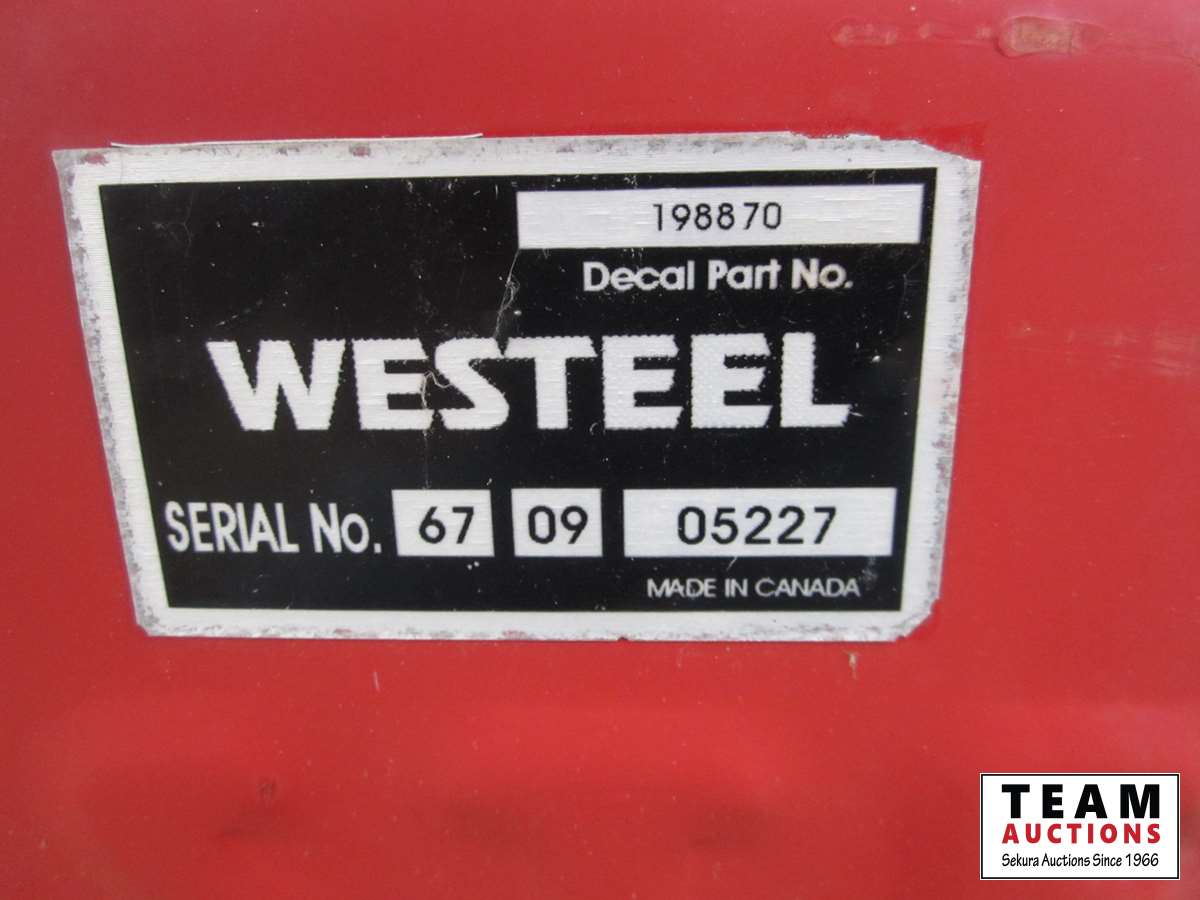 198870
Decal Part No.
WESTEEL
SERIAL No. 67 09 05227
MADE IN CANADA
TEAM
AUCTIONS
Sekura Auctions Since 1966